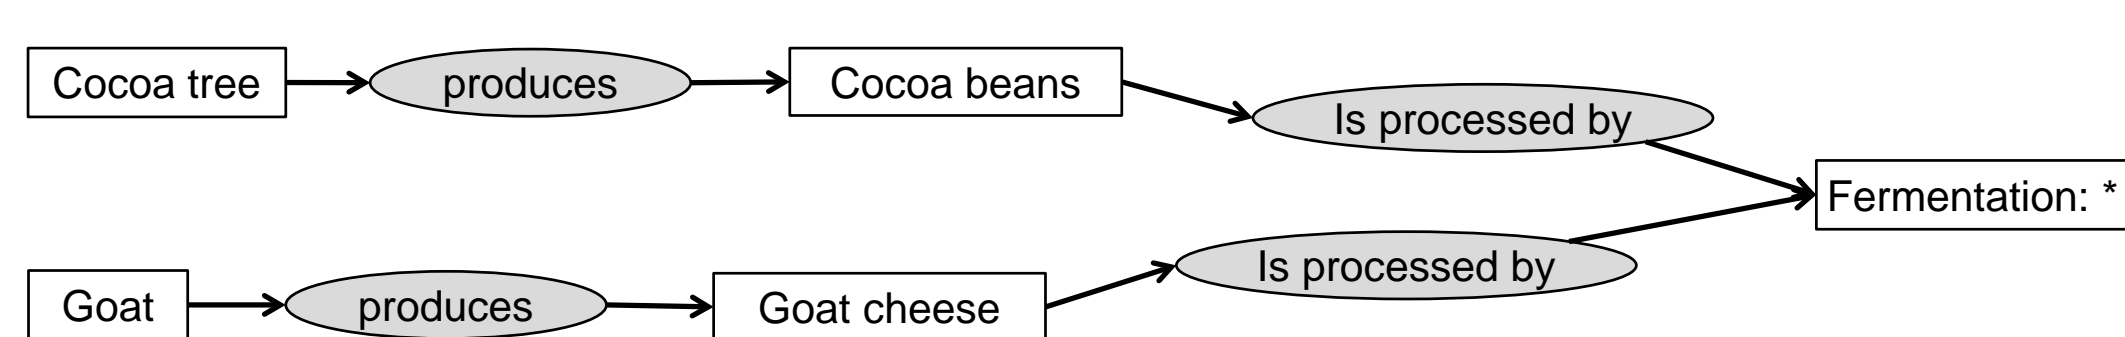 Cocoa tree
produces
Cocoa beans
Is processed by
Fermentation: *
Goat
produces
Goat cheese
Is processed by